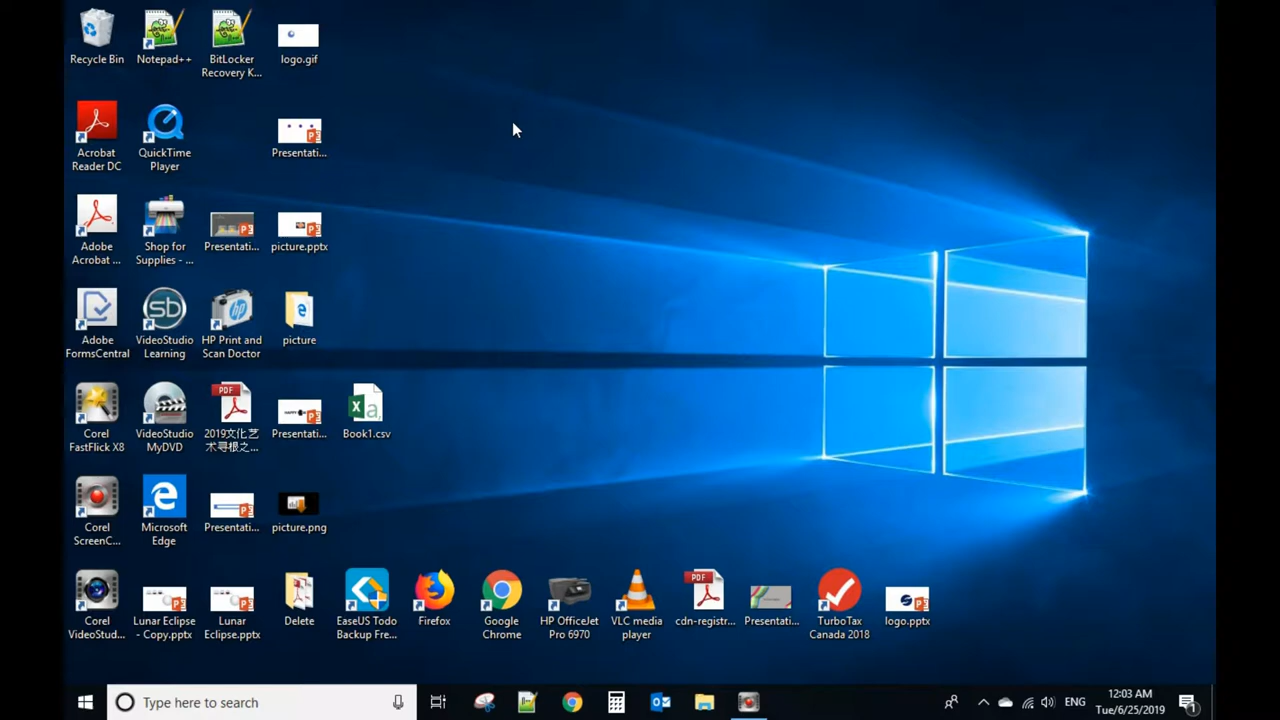 Recycle Bin
Notepad++
BitLocker
Recovery K...
logo.gif
Acrobat
Reader DC
QuickTime
Player
Presentati...
Adobe
Acrobat ...
Shop for
Supplies - ...
Presentati...
picture.pptx
Adobe
FormsCentral
VideoStudio
Learning
HP Print and
Scan Doctor
picture
Corel
FastFlick X8
VideoStudio
MyDVD
PDF
2019文化艺
术寻根之...
Presentati...
Book1.csv
Corel
ScreenC...
Microsoft
Edge
Presentati...
picture.png
Corel
VideoStud...
Lunar Eclipse
- Copy.pptx
Lunar
Eclipse.pptx
Delete
EaseUS Todo
Backup Fre...
Firefox
Google
Chrome
HP OfficeJet
Pro 6970
VLC media
player
PDF
cdn-registr...
Presentati...
TurboTax
Canada 2018
logo.pptx
Type here to search
ENG
12:03 AM
Tue/6/25/2019
1